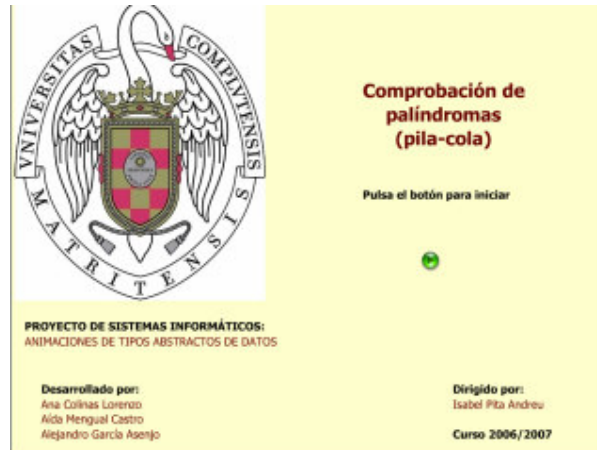 VNIVERSITAS COMPLVTENSIS
MATRITENSIS
Comprobación de
palíndromas
(pila-cola)
Pulsa el botón para iniciar
PROYECTO DE SISTEMAS INFORMÁTICOS:
ANIMACIONES DE TIPOS ABSTRACTOS DE DATOS
Desarrollado por:
Ana Colinas Lorenzo
Aída Mengual Castro
Alejandro García Asenjo
Dirigido por:
Isabel Pita Andreu
Curso 2006/2007